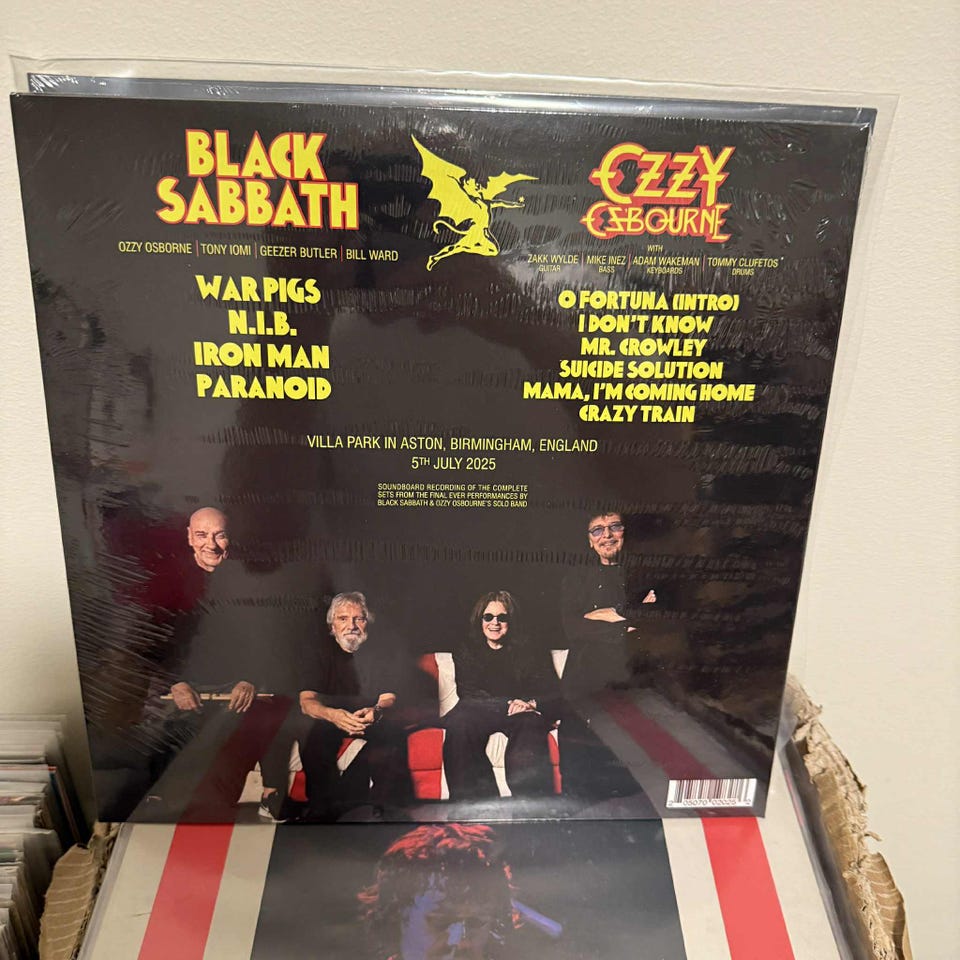 BLACK
SABBATH
OZZY OSBORNE | TONY IOMI | GEEZER BUTLER | BILL WARD
WAR PIGS
N.I.B.
IRON MAN
PARANOID
OZZY
OSBOURNE
WITH
ZAKK WYLDE | MIKE INEZ | ADAM WAKEMAN | TOMMY CLUFETOS
GUITAR BASS KEYBOARDS DRUMS
O FORTUNA (INTRO)
I DON'T KNOW
MR. CROWLEY
SUICIDE SOLUTION
MAMA, I'M COMING HOME
CRAZY TRAIN
VILLA PARK IN ASTON, BIRMINGHAM, ENGLAND
5TH JULY 2025
SOUNDBOARD RECORDING OF THE COMPLETE
SETS FROM THE FINAL EVER PERFORMANCES BY
BLACK SABBATH & OZZY OSBOURNE'S SOLO BAND